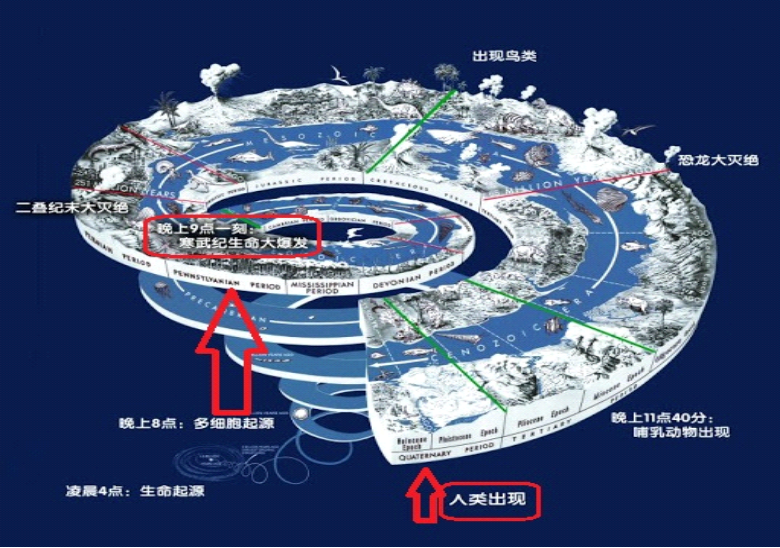 出现鸟类
恐龙大灭绝
MESOZOIC
JURASSIC PERIOD
CRETACEOUS PERIOD
MILLION YEARS
二叠纪末大灭绝
晚上9点一刻：
寒武纪生命大爆发
CAMBRIAN PERIOD
ORDOVICIAN PERIOD
PERMIAN PERIOD
PENNSYLVANIAN PERIOD
MISSISSIPPIAN
PERIOD
DEVONIAN PERIOD
PRECAMBRIAN
CENOZOIC ERA
晚上8点：多细胞起源
晚上11点40分：
哺乳动物出现
Holocene
Epoch
Pleistocene Epoch
Pliocene Epoch
Miocene Epoch
QUATERNARY PERIOD
TERTIARY PERIOD
凌晨4点：生命起源
人类出现